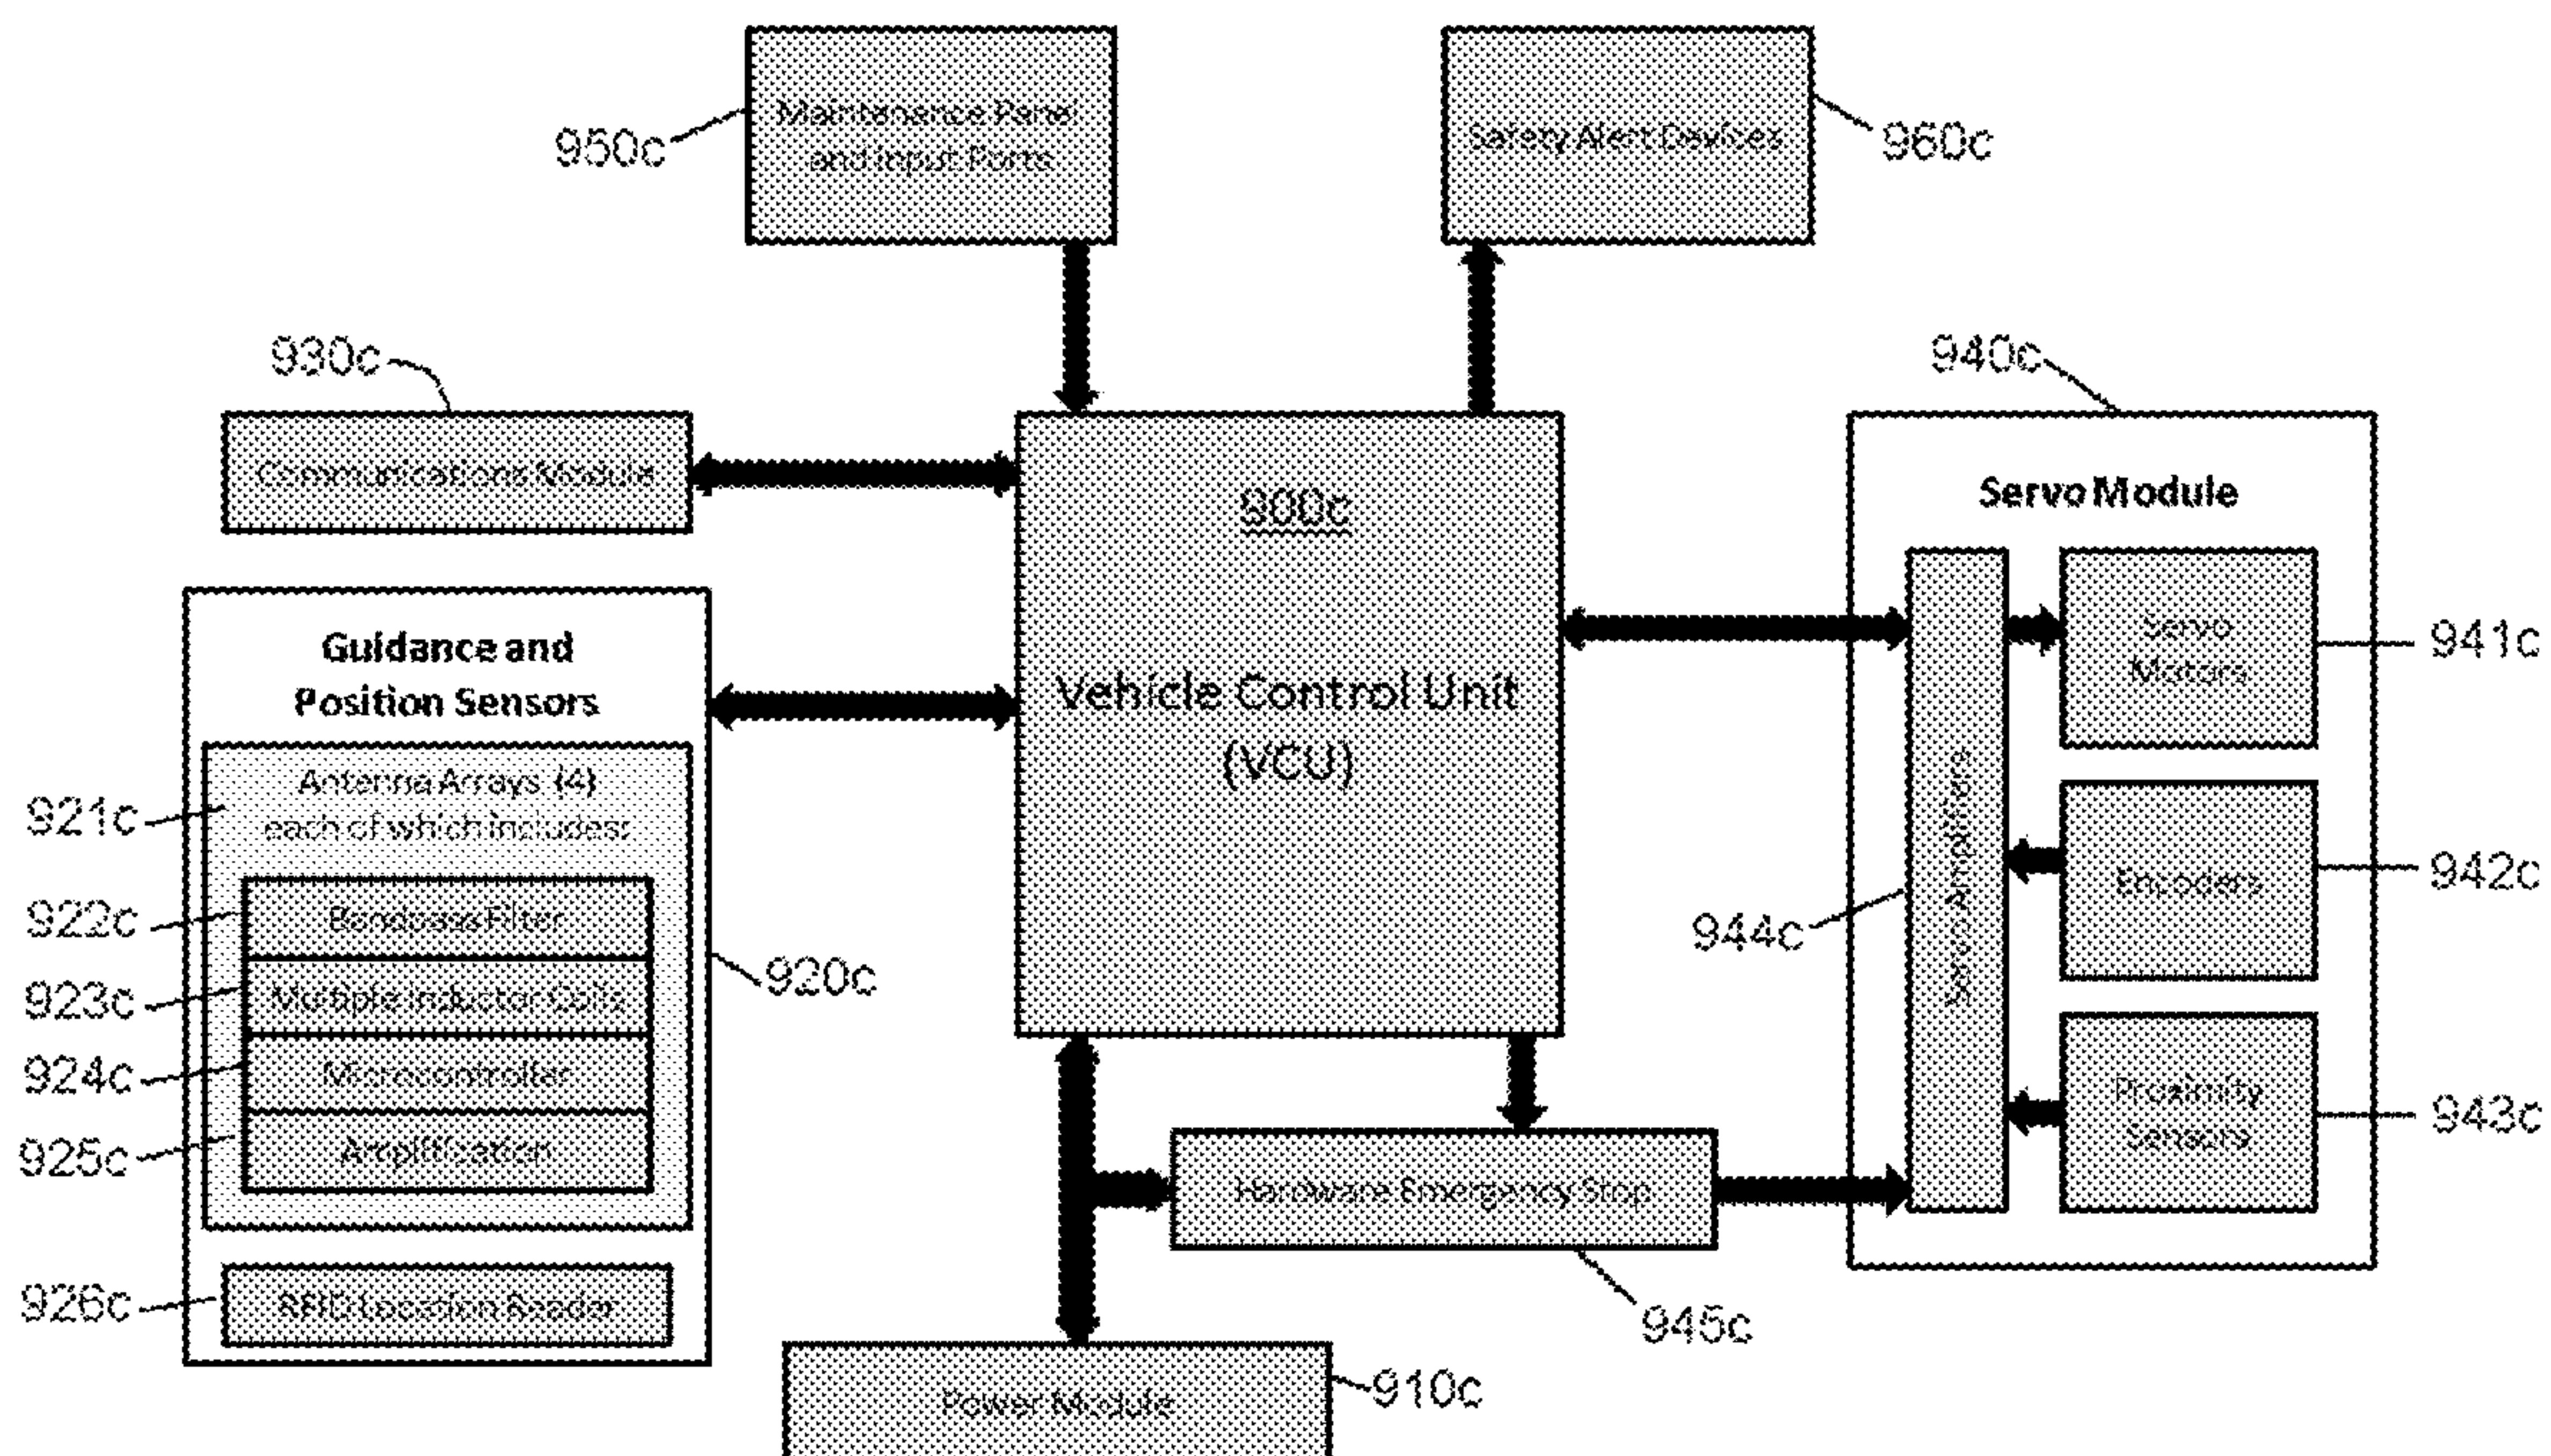 Maintenance Panel
and Input Ports
950c
Safety Alert Devices
960c
930c
Communications Module
940c
900c
Vehicle Control Unit
(VCU)
Servo Module
Servo
Motors
941c
Servo Amplifiers
944c
Encoders
942c
Proximity
Sensors
943c
Guidance and
Position Sensors
920c
Antenna Arrays (4)
each of which includes:
921c
Bandpass Filter
922c
Multiple Inductor Coils
923c
Microcontroller
924c
Amplification
925c
RFID Location Reader
926c
Hardware Emergency Stop
945c
Power Module
910c